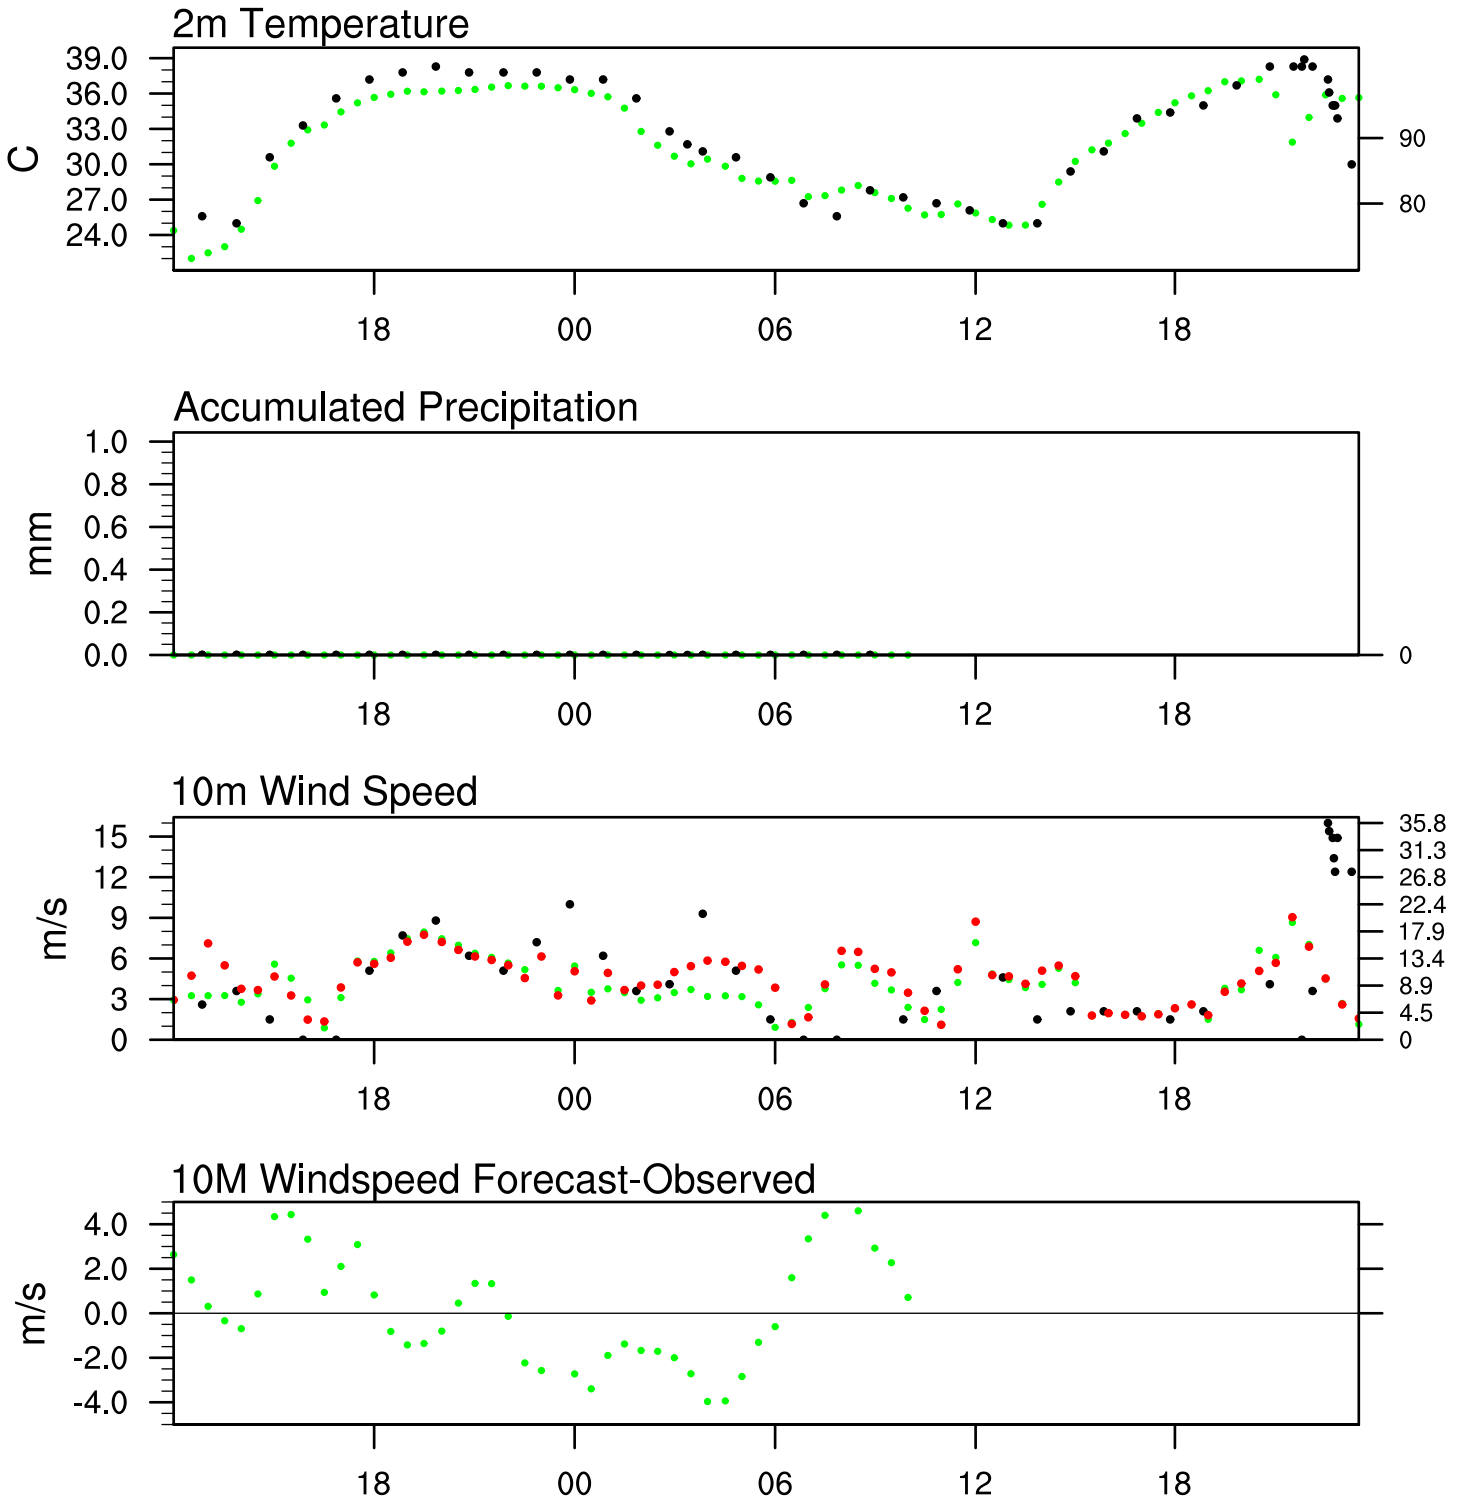 2m Temperature
39.0
36.0
33.0
30.0
27.0
24.0
C
90
80
18 00 06 12 18
Accumulated Precipitation
1.0
0.8
0.6
0.4
0.2
0.0
mm
0
18 00 06 12 18
10m Wind Speed
15
12
9
6
3
0
m/s
35.8
31.3
26.8
22.4
17.9
13.4
8.9
4.5
0
18 00 06 12 18
10M Windspeed Forecast-Observed
4.0
2.0
0.0
-2.0
-4.0
m/s
18 00 06 12 18